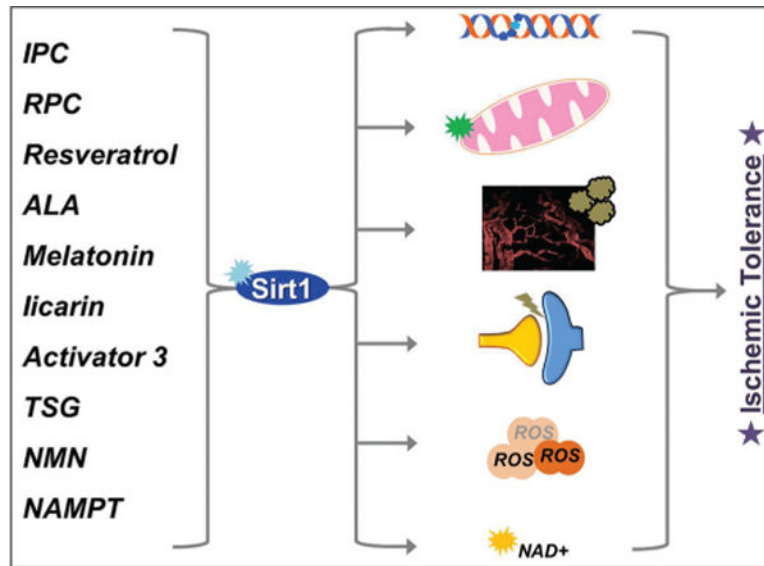 IPC
RPC
Resveratrol
ALA
Melatonin
Iicarin
Activator 3
TSG
NMN
NAMPT
Sirt1
ROS
ROS
ROS
NAD+
★ Ischemic Tolerance ★